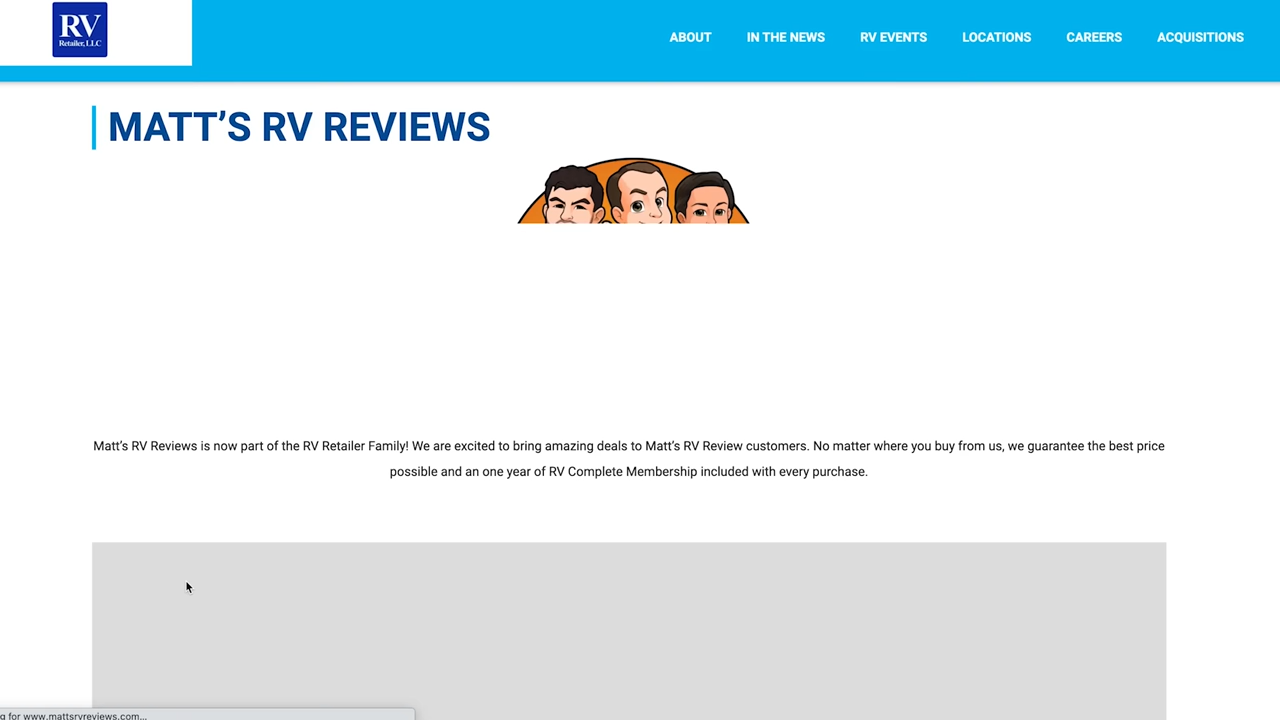 RV
Retailer, LLC
ABOUT
IN THE NEWS
RV EVENTS
LOCATIONS
CAREERS
ACQUISITIONS
MATT’S RV REVIEWS
Matt’s RV Reviews is now part of the RV Retailer Family! We are excited to bring amazing deals to Matt’s RV Review customers. No matter where you buy from us, we guarantee the best price
possible and an one year of RV Complete Membership included with every purchase.
g for www.mattsrvreviews.com...